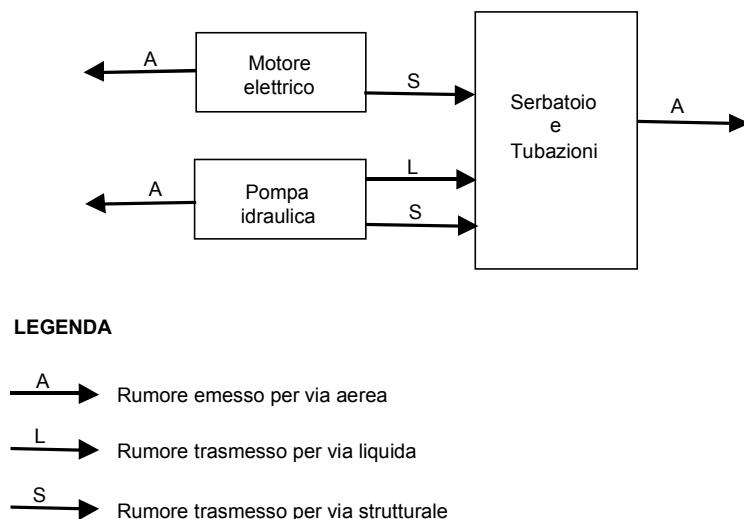 A
Motore
elettrico
S
Serbatoio
e
Tubazioni
A
A
Pompa
idraulica
L
S
LEGENDA
A
Rumore emesso per via aerea
L
Rumore trasmesso per via liquida
S
Rumore trasmesso per via strutturale